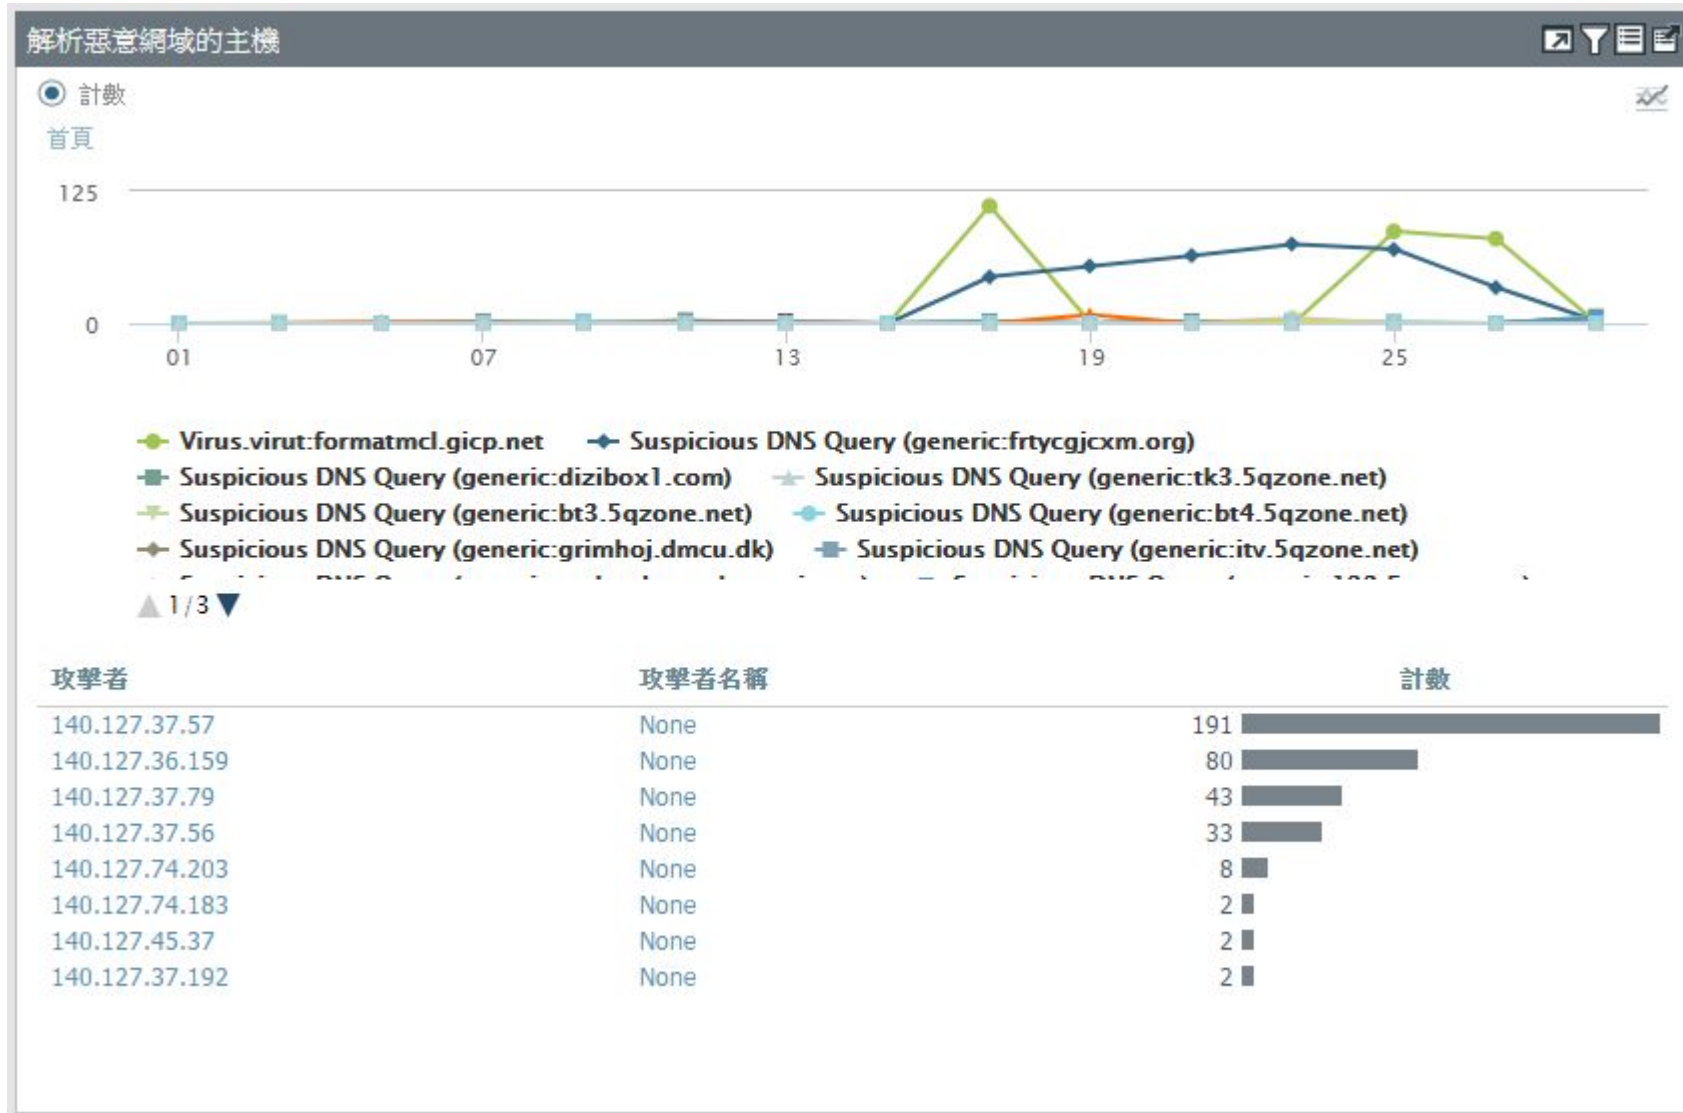 解析惡意網域的主機
計數
首頁
125
0
01 07 13 19 25
Virus.virut:formatmcl.gicp.net Suspicious DNS Query (generic:frtycgjcxm.org)
Suspicious DNS Query (generic:dizibox1.com) Suspicious DNS Query (generic:tk3.5qzone.net)
Suspicious DNS Query (generic:bt3.5qzone.net) Suspicious DNS Query (generic:bt4.5qzone.net)
Suspicious DNS Query (generic:grimhoj.dmcu.dk) Suspicious DNS Query (generic:itv.5qzone.net)
1/3
攻擊者 攻擊者名稱 計數
140.127.37.57 None 191
140.127.36.159 None 80
140.127.37.79 None 43
140.127.37.56 None 33
140.127.74.203 None 8
140.127.74.183 None 2
140.127.45.37 None 2
140.127.37.192 None 2